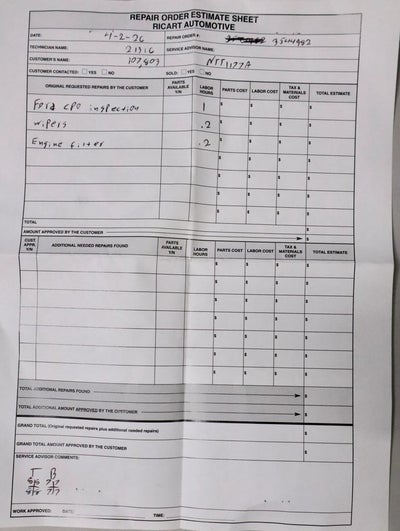 REPAIR ORDER ESTIMATE SHEET
RICART AUTOMOTIVE
DATE: 4-2-26 REPAIR ORDER #: 3504982
TECHNICIAN NAME: 21316 SERVICE ADVISOR NAME:
CUSTOMER'S NAME: 107,803 NTT1177A
CUSTOMER CONTACTED: YES NO SOLD: YES NO
ORIGINAL REQUESTED REPAIRS BY THE CUSTOMER PARTS AVAILABLE Y/N LABOR HOURS PARTS COST LABOR COST TAX & MATERIALS COST TOTAL ESTIMATE
Ford CPO inspection 1 $ $ $ $
wipers .2 $ $ $ $
Engine filter .2 $ $ $ $
$ $ $ $
$ $ $ $
$ $ $ $
TOTAL $ $ $ $
AMOUNT APPROVED BY THE CUSTOMER $
CUST. APPR. Y/N ADDITIONAL NEEDED REPAIRS FOUND PARTS AVAILABLE Y/N LABOR HOURS PARTS COST LABOR COST TAX & MATERIALS COST TOTAL ESTIMATE
$ $ $ $
$ $ $ $
$ $ $ $
$ $ $ $
$ $ $ $
$ $ $ $
TOTAL ADDITIONAL REPAIRS FOUND $
TOTAL ADDITIONAL AMOUNT APPROVED BY THE CUSTOMER $
GRAND TOTAL (Original requested repairs plus additional needed repairs) $
GRAND TOTAL AMOUNT APPROVED BY THE CUSTOMER $
SERVICE ADVISOR COMMENTS:
T B
WORK APPROVED: DATE: TIME: